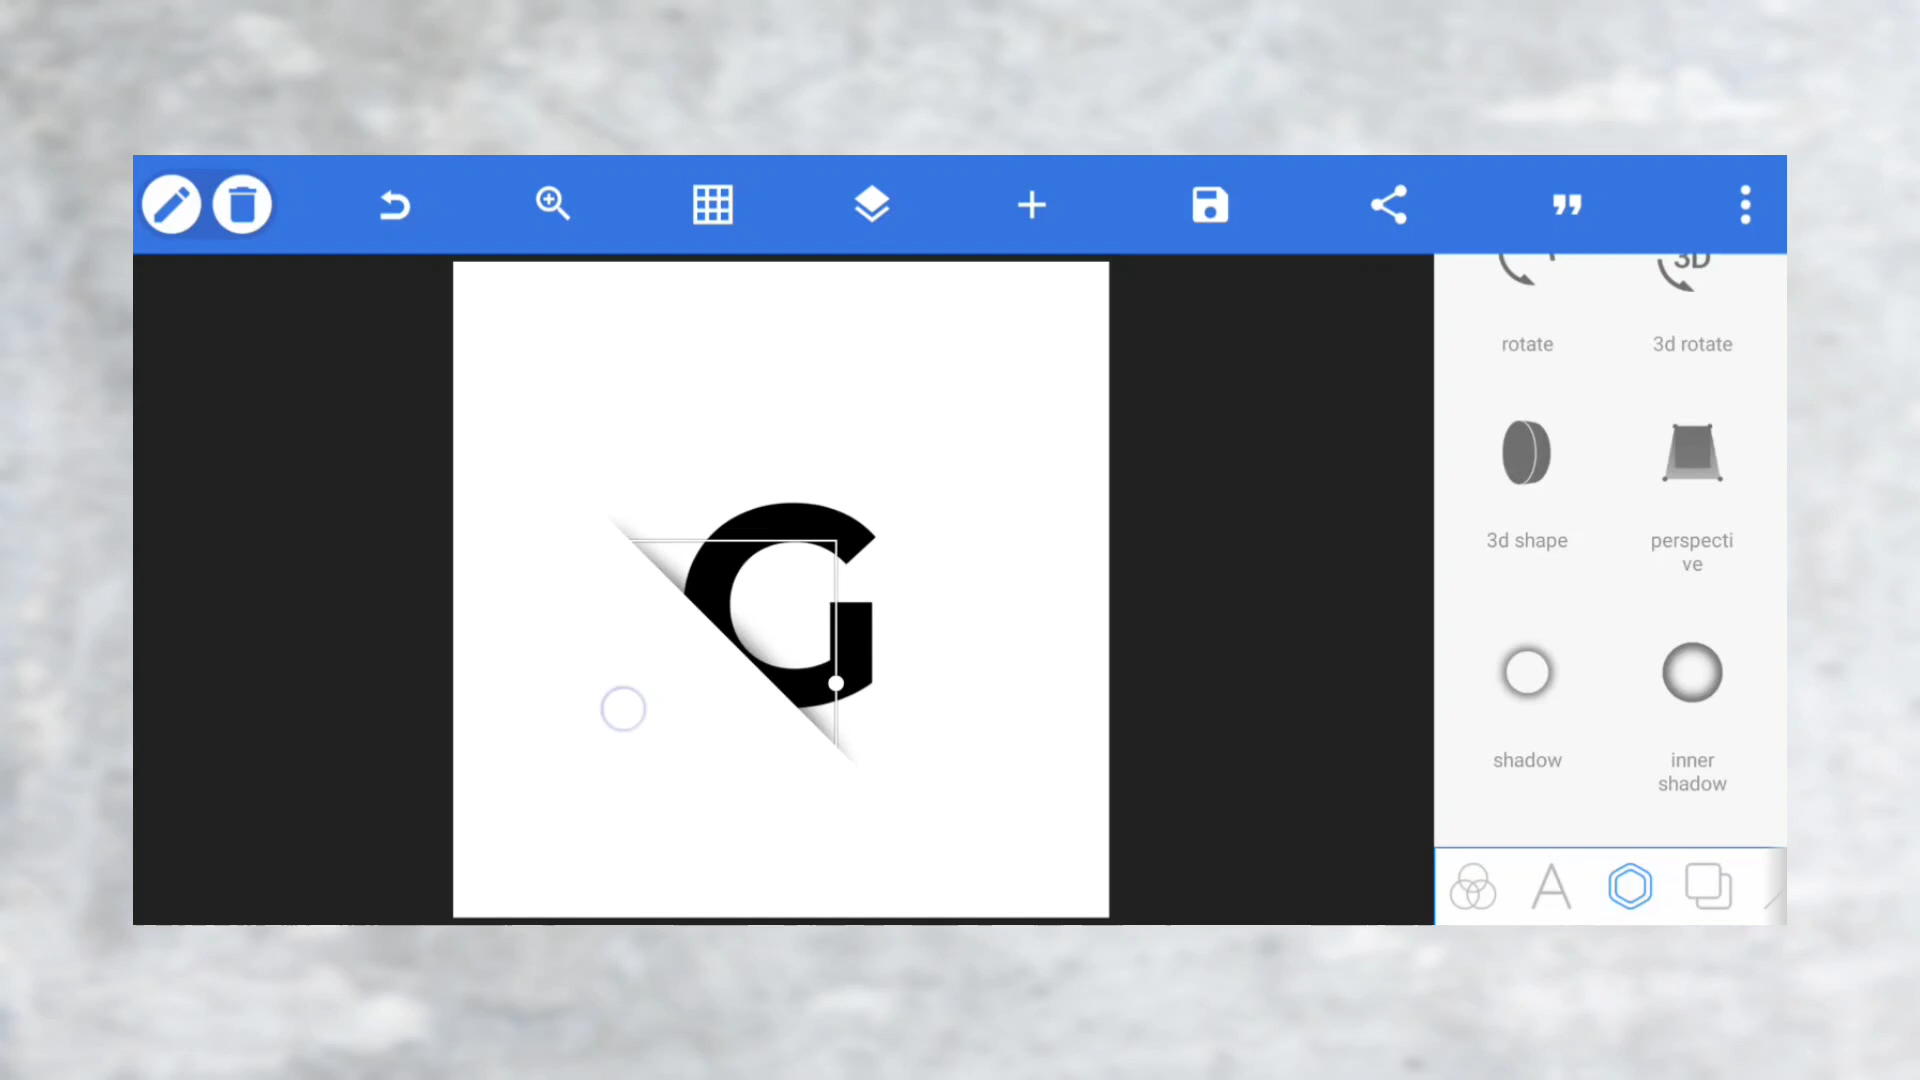 3D
rotate
3d rotate
3d shape
perspecti
ve
G
shadow
inner
shadow
A